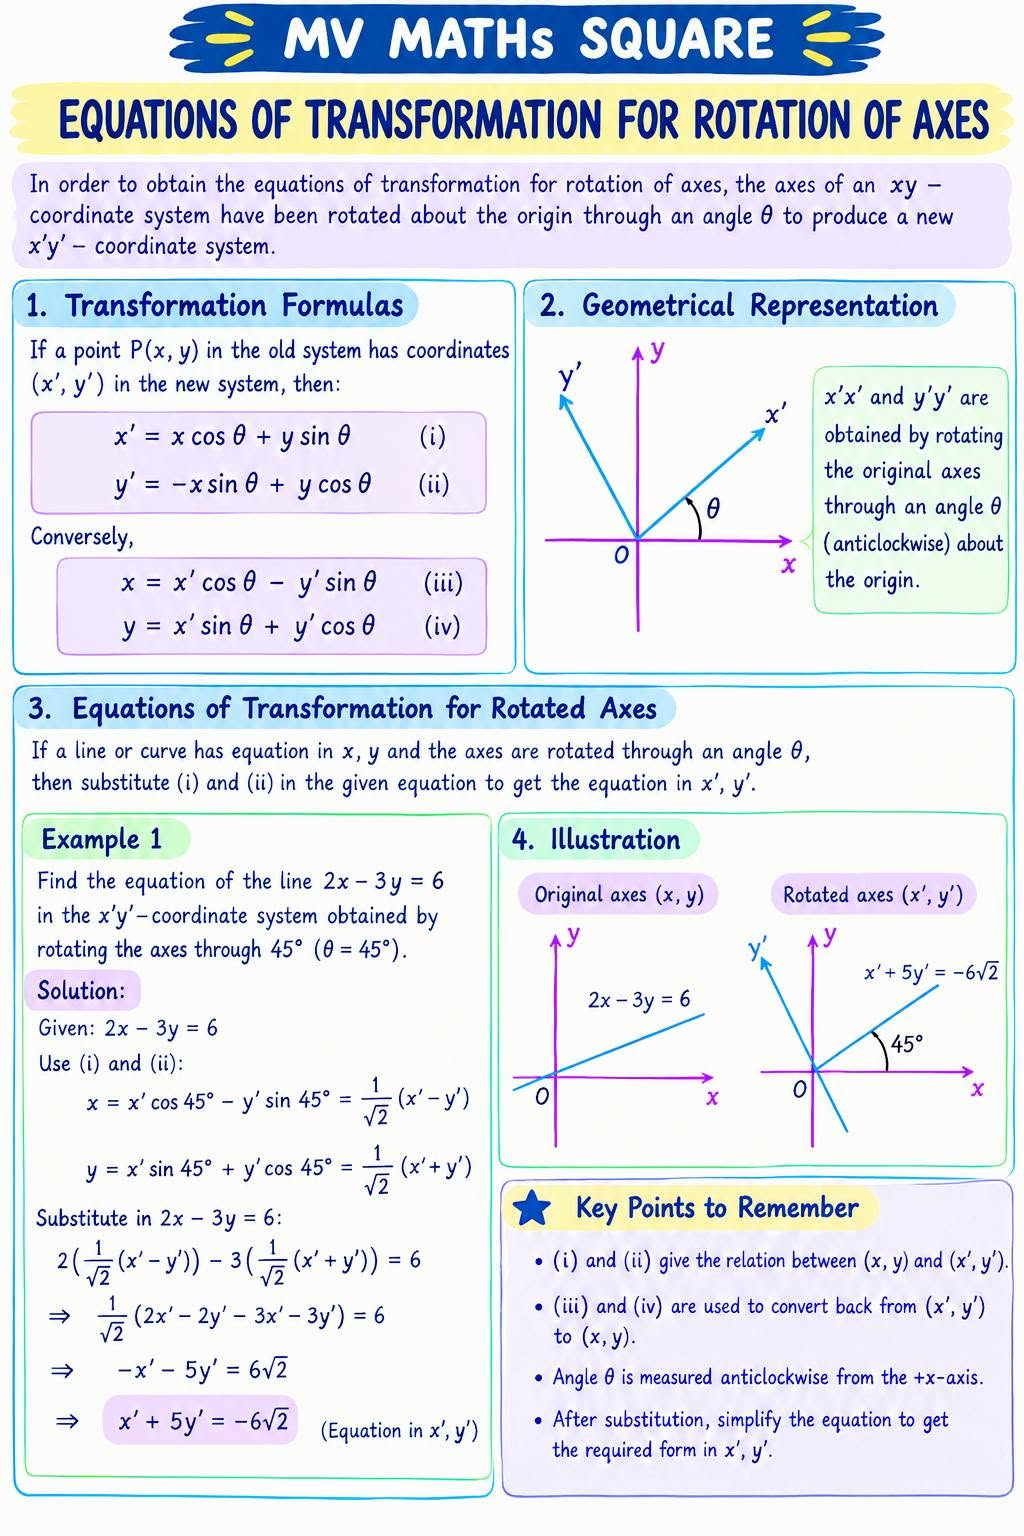 MV MATHs SQUARE
EQUATIONS OF TRANSFORMATION FOR ROTATION OF AXES
In order to obtain the equations of transformation for rotation of axes, the axes of an xy –
coordinate system have been rotated about the origin through an angle θ to produce a new
x′y′ – coordinate system.
1. Transformation Formulas
If a point P(x, y) in the old system has coordinates
(x′, y′) in the new system, then:
x′ = x cos θ + y sin θ (i)
y′ = −x sin θ + y cos θ (ii)
Conversely,
x = x′ cos θ − y′ sin θ (iii)
y = x′ sin θ + y′ cos θ (iv)
2. Geometrical Representation
y
y′
x′
θ
O
x
x′x′ and y′y′ are
obtained by rotating
the original axes
through an angle θ
(anticlockwise) about
the origin.
3. Equations of Transformation for Rotated Axes
If a line or curve has equation in x, y and the axes are rotated through an angle θ,
then substitute (i) and (ii) in the given equation to get the equation in x′, y′.
Example 1
Find the equation of the line 2x − 3y = 6
in the x′y′–coordinate system obtained by
rotating the axes through 45° (θ = 45°).
Solution:
Given: 2x − 3y = 6
Use (i) and (ii):
x = x′ cos 45° − y′ sin 45° = 1/√2 (x′ − y′)
y = x′ sin 45° + y′ cos 45° = 1/√2 (x′ + y′)
Substitute in 2x − 3y = 6:
2(1/√2 (x′ − y′)) − 3(1/√2 (x′ + y′)) = 6
⇒ 1/√2 (2x′ − 2y′ − 3x′ − 3y′) = 6
⇒ −x′ − 5y′ = 6√2
⇒ x′ + 5y′ = −6√2 (Equation in x′, y′)
4. Illustration
Original axes (x, y)
y
2x − 3y = 6
O
x
Rotated axes (x′, y′)
y′
y
x′ + 5y′ = −6√2
45°
O
x
★ Key Points to Remember
• (i) and (ii) give the relation between (x, y) and (x′, y′).
• (iii) and (iv) are used to convert back from (x′, y′)
to (x, y).
• Angle θ is measured anticlockwise from the +x-axis.
• After substitution, simplify the equation to get
the required form in x′, y′.